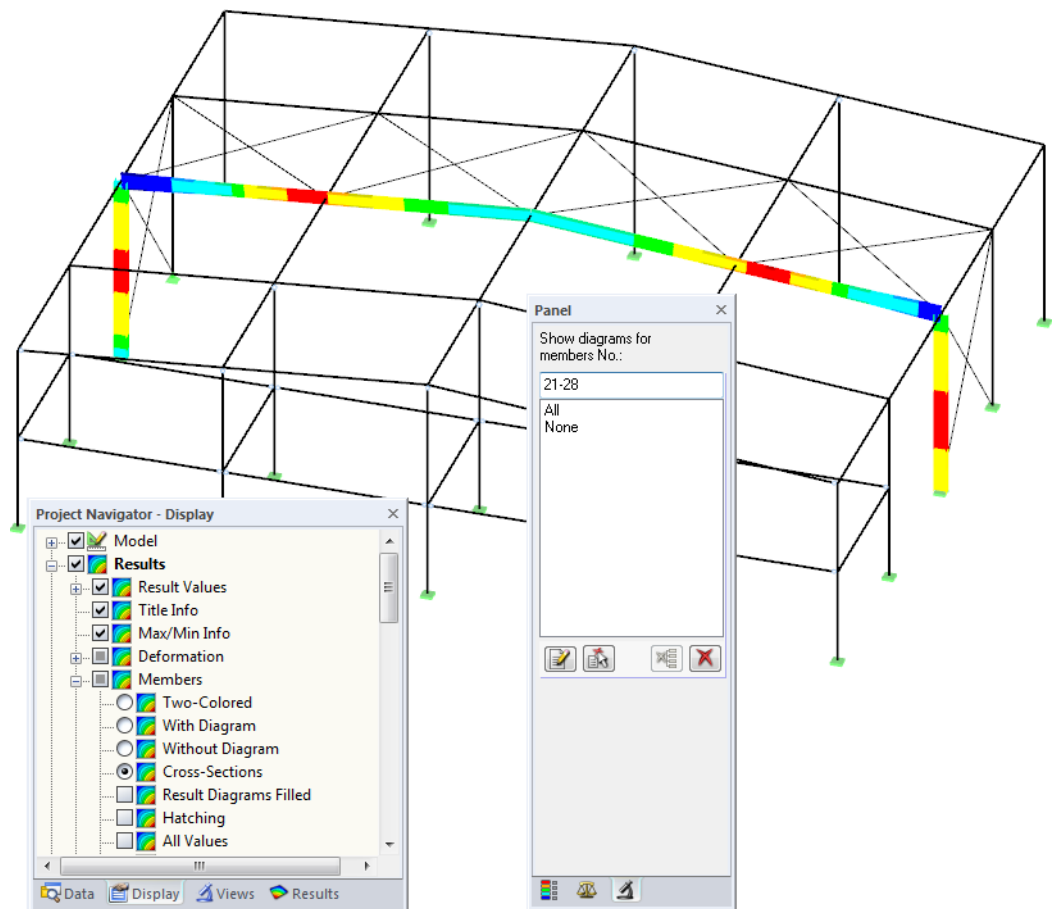 Panel
Show diagrams for
members No.:
21-28
All
None
Project Navigator - Display
Model
Results
Result Values
Title Info
Max/Min Info
Deformation
Members
Two-Colored
With Diagram
Without Diagram
Cross-Sections
Result Diagrams Filled
Hatching
All Values
Data Display Views Results